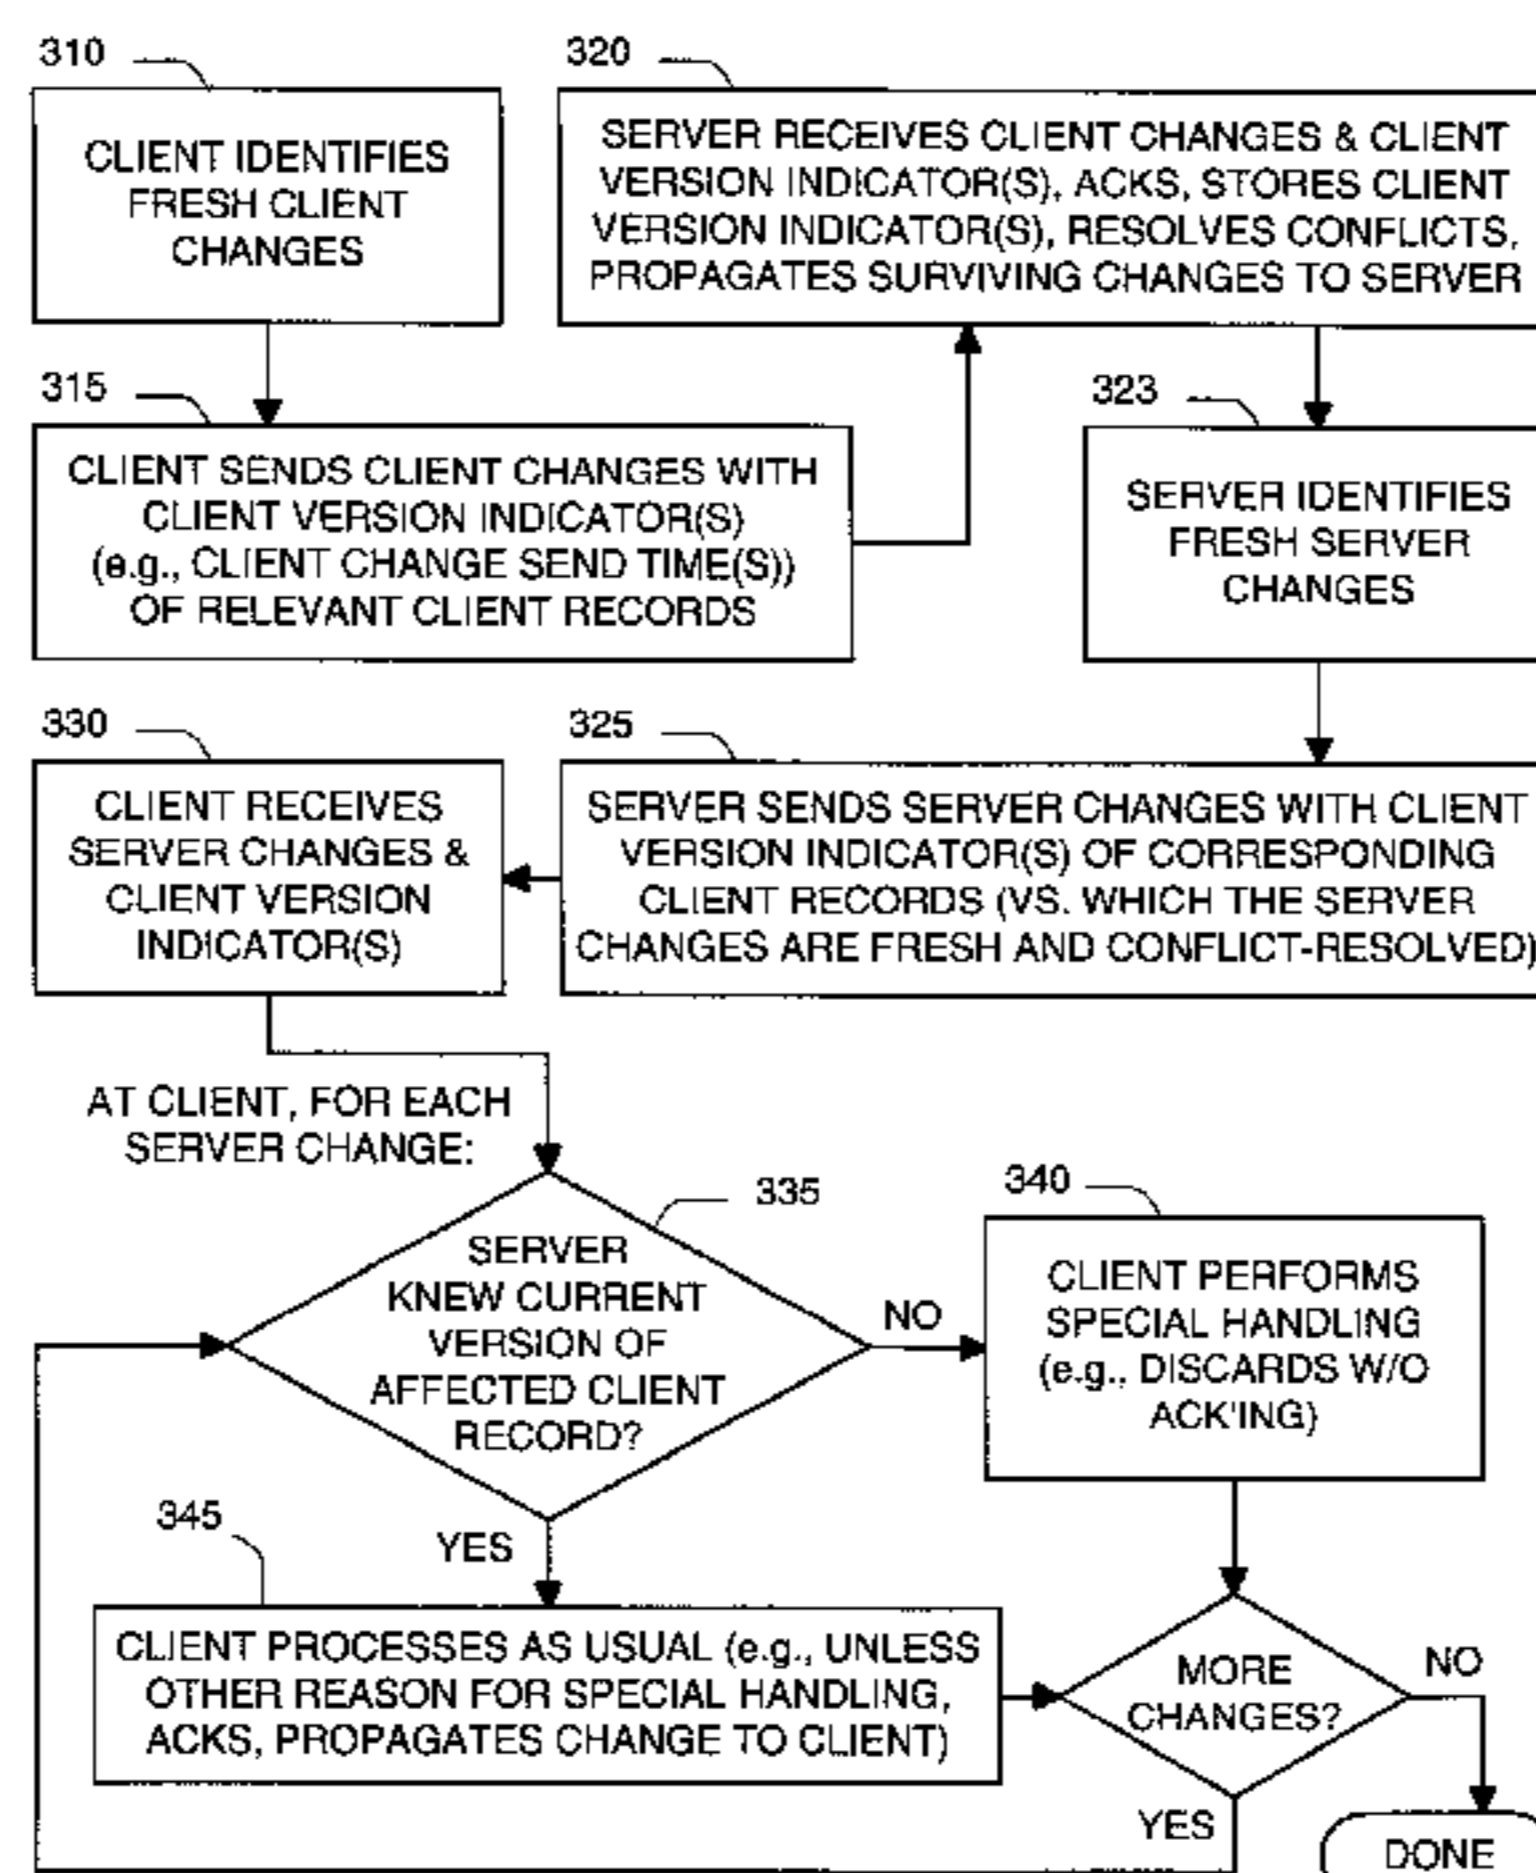 310
CLIENT IDENTIFIES
FRESH CLIENT
CHANGES
320
SERVER RECEIVES CLIENT CHANGES & CLIENT
VERSION INDICATOR(S), ACKS, STORES CLIENT
VERSION INDICATOR(S), RESOLVES CONFLICTS,
PROPAGATES SURVIVING CHANGES TO SERVER
315
CLIENT SENDS CLIENT CHANGES WITH
CLIENT VERSION INDICATOR(S)
(e.g., CLIENT CHANGE SEND TIME(S))
OF RELEVANT CLIENT RECORDS
323
SERVER IDENTIFIES
FRESH SERVER
CHANGES
330
CLIENT RECEIVES
SERVER CHANGES &
CLIENT VERSION
INDICATOR(S)
325
SERVER SENDS SERVER CHANGES WITH CLIENT
VERSION INDICATOR(S) OF CORRESPONDING
CLIENT RECORDS (VS. WHICH THE SERVER
CHANGES ARE FRESH AND CONFLICT-RESOLVED)
AT CLIENT, FOR EACH
SERVER CHANGE:
335
SERVER
KNEW CURRENT
VERSION OF
AFFECTED CLIENT
RECORD?
NO
340
CLIENT PERFORMS
SPECIAL HANDLING
(e.g., DISCARDS W/O
ACK'ING)
YES
345
CLIENT PROCESSES AS USUAL (e.g., UNLESS
OTHER REASON FOR SPECIAL HANDLING,
ACKS, PROPAGATES CHANGE TO CLIENT)
MORE
CHANGES?
NO
YES
DONE